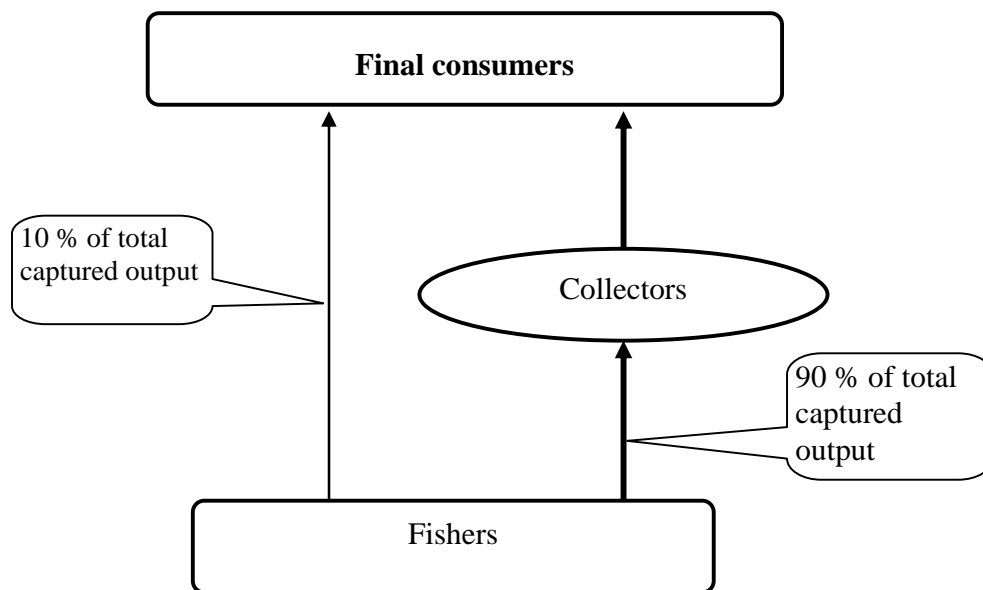 Final consumers
10 % of total
captured output
Collectors
90 % of total
captured
output
Fishers